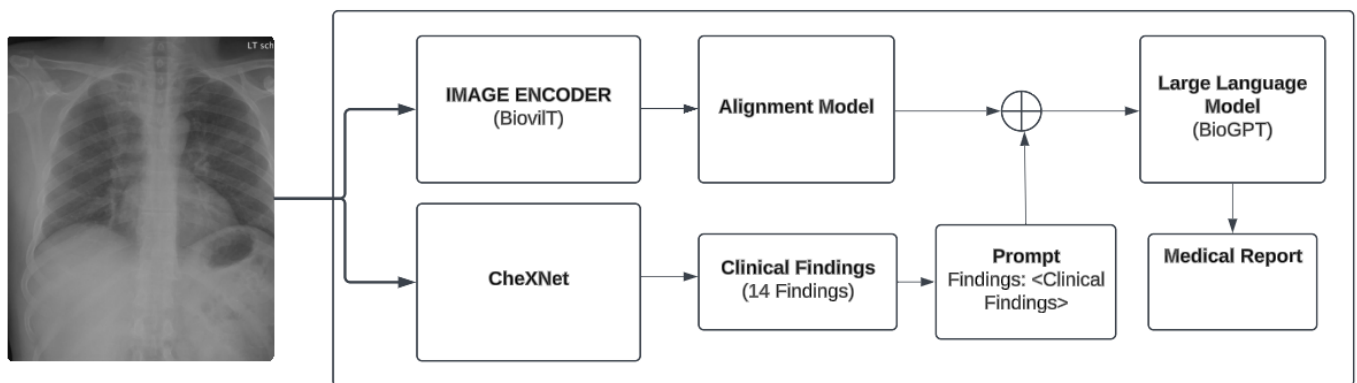 LT sch
IMAGE ENCODER
(BiovilT)
Alignment Model
Large Language
Model
(BioGPT)
CheXNet
Clinical Findings
(14 Findings)
Prompt
Findings: <Clinical
Findings>
Medical Report